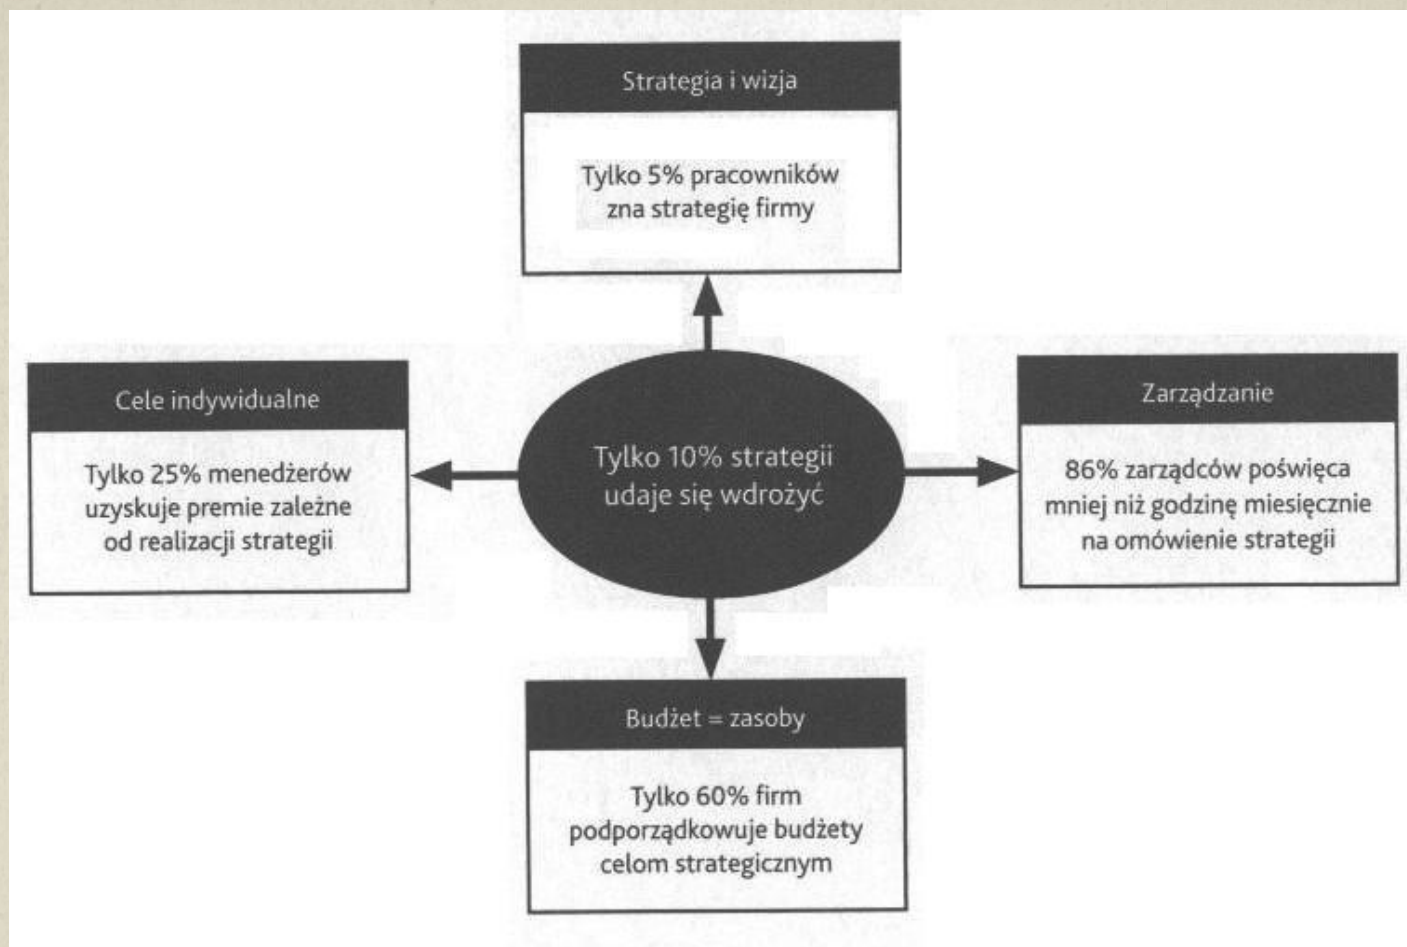 Strategia i wizja
Tylko 5% pracowników
zna strategię firmy
Cele indywidualne
Tylko 25% menedżerów
uzyskuje premie zależne
od realizacji strategii
Tylko 10% strategii
udaje się wdrożyć
Zarządzanie
86% zarządców poświęca
mniej niż godzinę miesięcznie
na omówienie strategii
Budżet = zasoby
Tylko 60% firm
podporządkowuje budżety
celom strategicznym